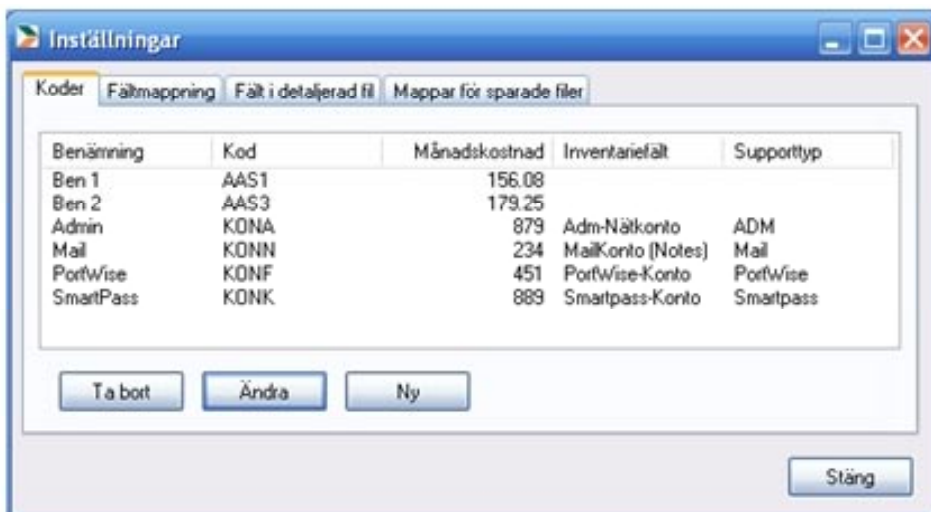 Inställningar
Koder Fältmappning Fält i detaljerad fil Mappar för sparade filer
Benämning Kod Månadskostnad Inventariefält Supporttyp
Ben 1 AAS1 156.08
Ben 2 AAS3 179.25
Admin KONA 879 Adm-Nätkonto ADM
Mail KONN 234 MailKonto (Notes) Mail
PortWise KONF 451 PortWise-Konto PortWise
SmartPass KONK 889 Smartpass-Konto Smartpass
Ta bort Ändra Ny
Stäng